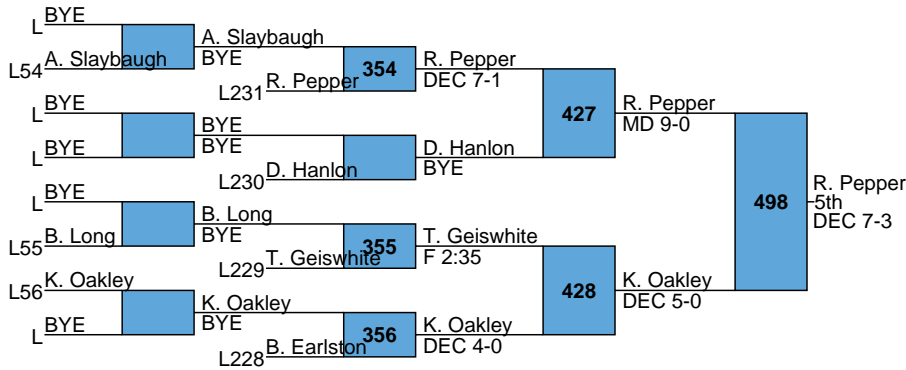 BYE
L
A. Slaybaugh
L54
A. Slaybaugh
BYE
R. Pepper
L231
354
R. Pepper
DEC 7-1
BYE
L
BYE
L
BYE
BYE
D. Hanlon
L230
D. Hanlon
BYE
427
R. Pepper
MD 9-0
BYE
L
B. Long
L55
B. Long
BYE
T. Geiswhite
L229
355
T. Geiswhite
F 2:35
K. Oakley
L56
BYE
L
K. Oakley
BYE
B. Earlston
L228
356
K. Oakley
DEC 4-0
428
K. Oakley
DEC 5-0
498
R. Pepper
5th
DEC 7-3